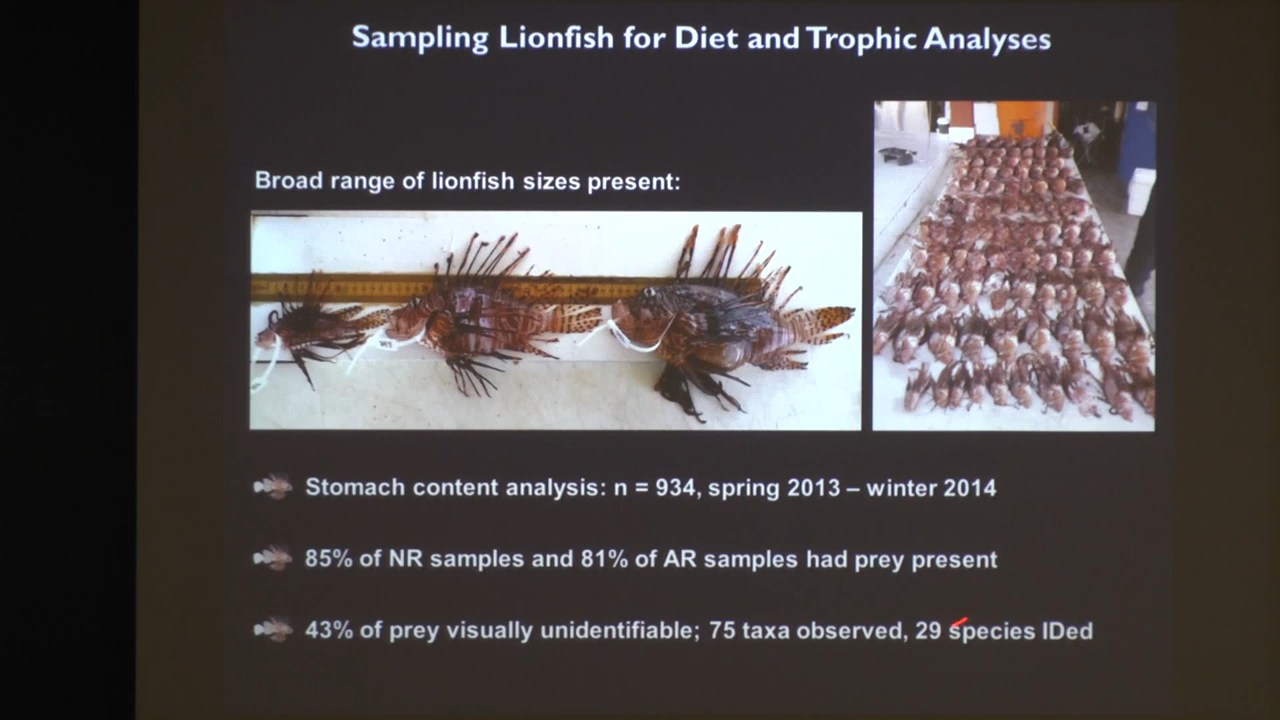 Sampling Lionfish for Diet and Trophic Analyses
Broad range of lionfish sizes present:
Stomach content analysis: n = 934, spring 2013 – winter 2014
85% of NR samples and 81% of AR samples had prey present
43% of prey visually unidentifiable; 75 taxa observed, 29 species IDed